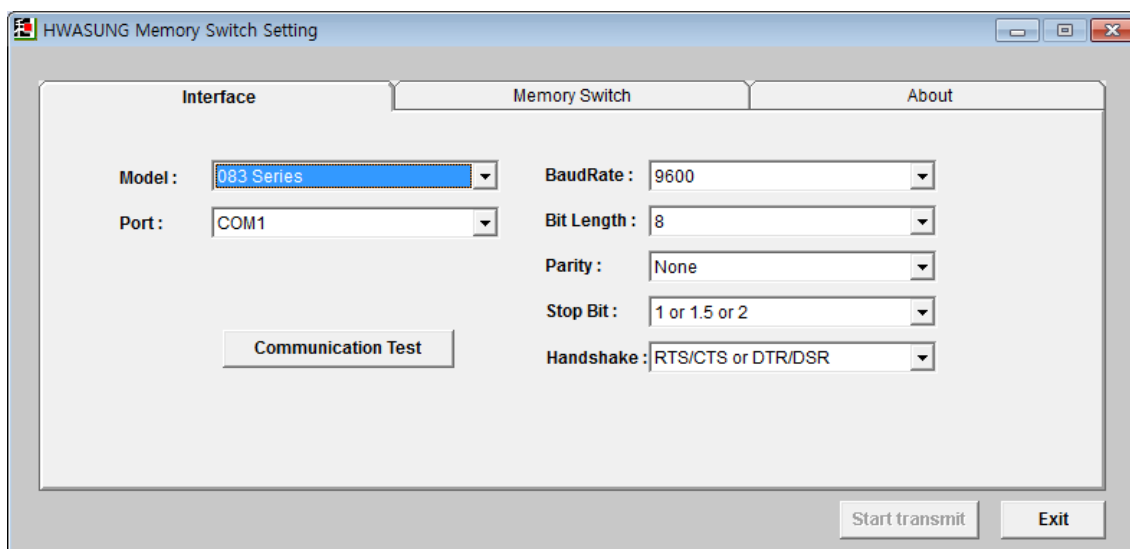 HWASUNG Memory Switch Setting
Interface
Memory Switch
About
Model :
083 Series
Port :
COM1
Communication Test
BaudRate :
9600
Bit Length :
8
Parity :
None
Stop Bit :
1 or 1.5 or 2
Handshake :
RTS/CTS or DTR/DSR
Start transmit
Exit